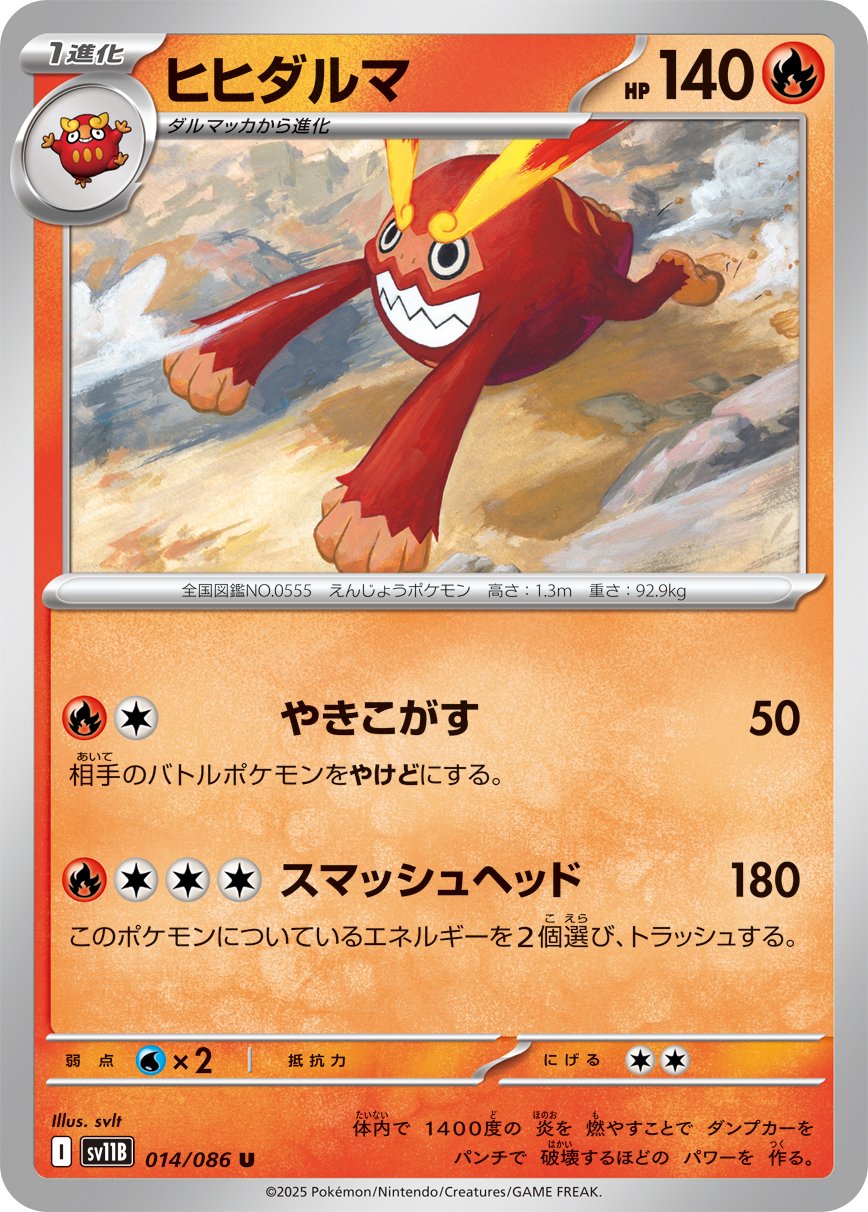 1進化
ヒヒダルマ
HP 140
ダルマッカから進化
全国図鑑NO.0555 えんじょうポケモン 高さ:1.3m 重さ:92.9kg
やきこがす 50
相手のバトルポケモンをやけどにする。
スマッシュヘッド 180
このポケモンについているエネルギーを2個選び、トラッシュする。
弱点 ×2 抵抗力 にげる
Illus. svlt
体内で 1400度の 炎を 燃やすことで ダンプカーを
パンチで 破壊するほどの パワーを 作る。
I sv11B 014/086 U
©2025 Pokémon/Nintendo/Creatures/GAME FREAK.